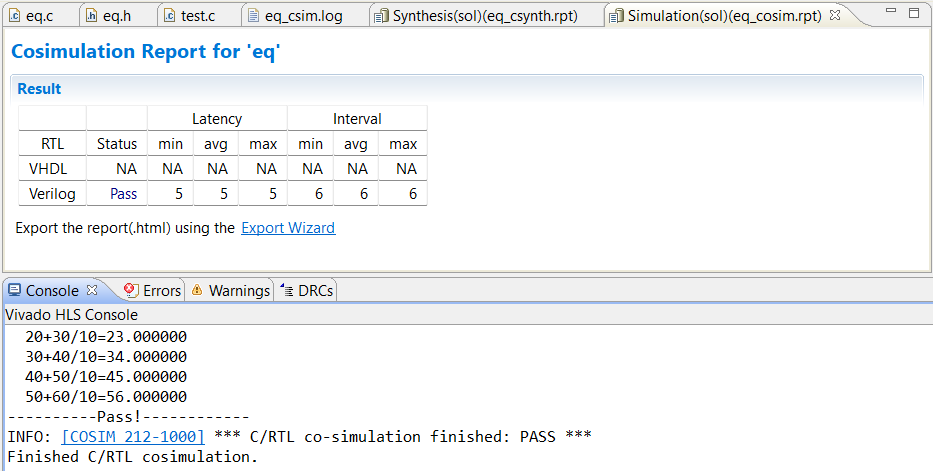 eq.c eq.h test.c eq_csim.log Synthesis(sol)(eq_csynth.rpt) Simulation(sol)(eq_cosim.rpt)
Cosimulation Report for 'eq'
Result
Latency Interval
RTL Status min avg max min avg max
VHDL NA NA NA NA NA NA NA
Verilog Pass 5 5 5 6 6 6
Export the report(.html) using the Export Wizard
Console Errors Warnings DRCs
Vivado HLS Console
20+30/10=23.000000
30+40/10=34.000000
40+50/10=45.000000
50+60/10=56.000000
----------Pass!------------
INFO: [COSIM 212-1000] *** C/RTL co-simulation finished: PASS ***
Finished C/RTL cosimulation.